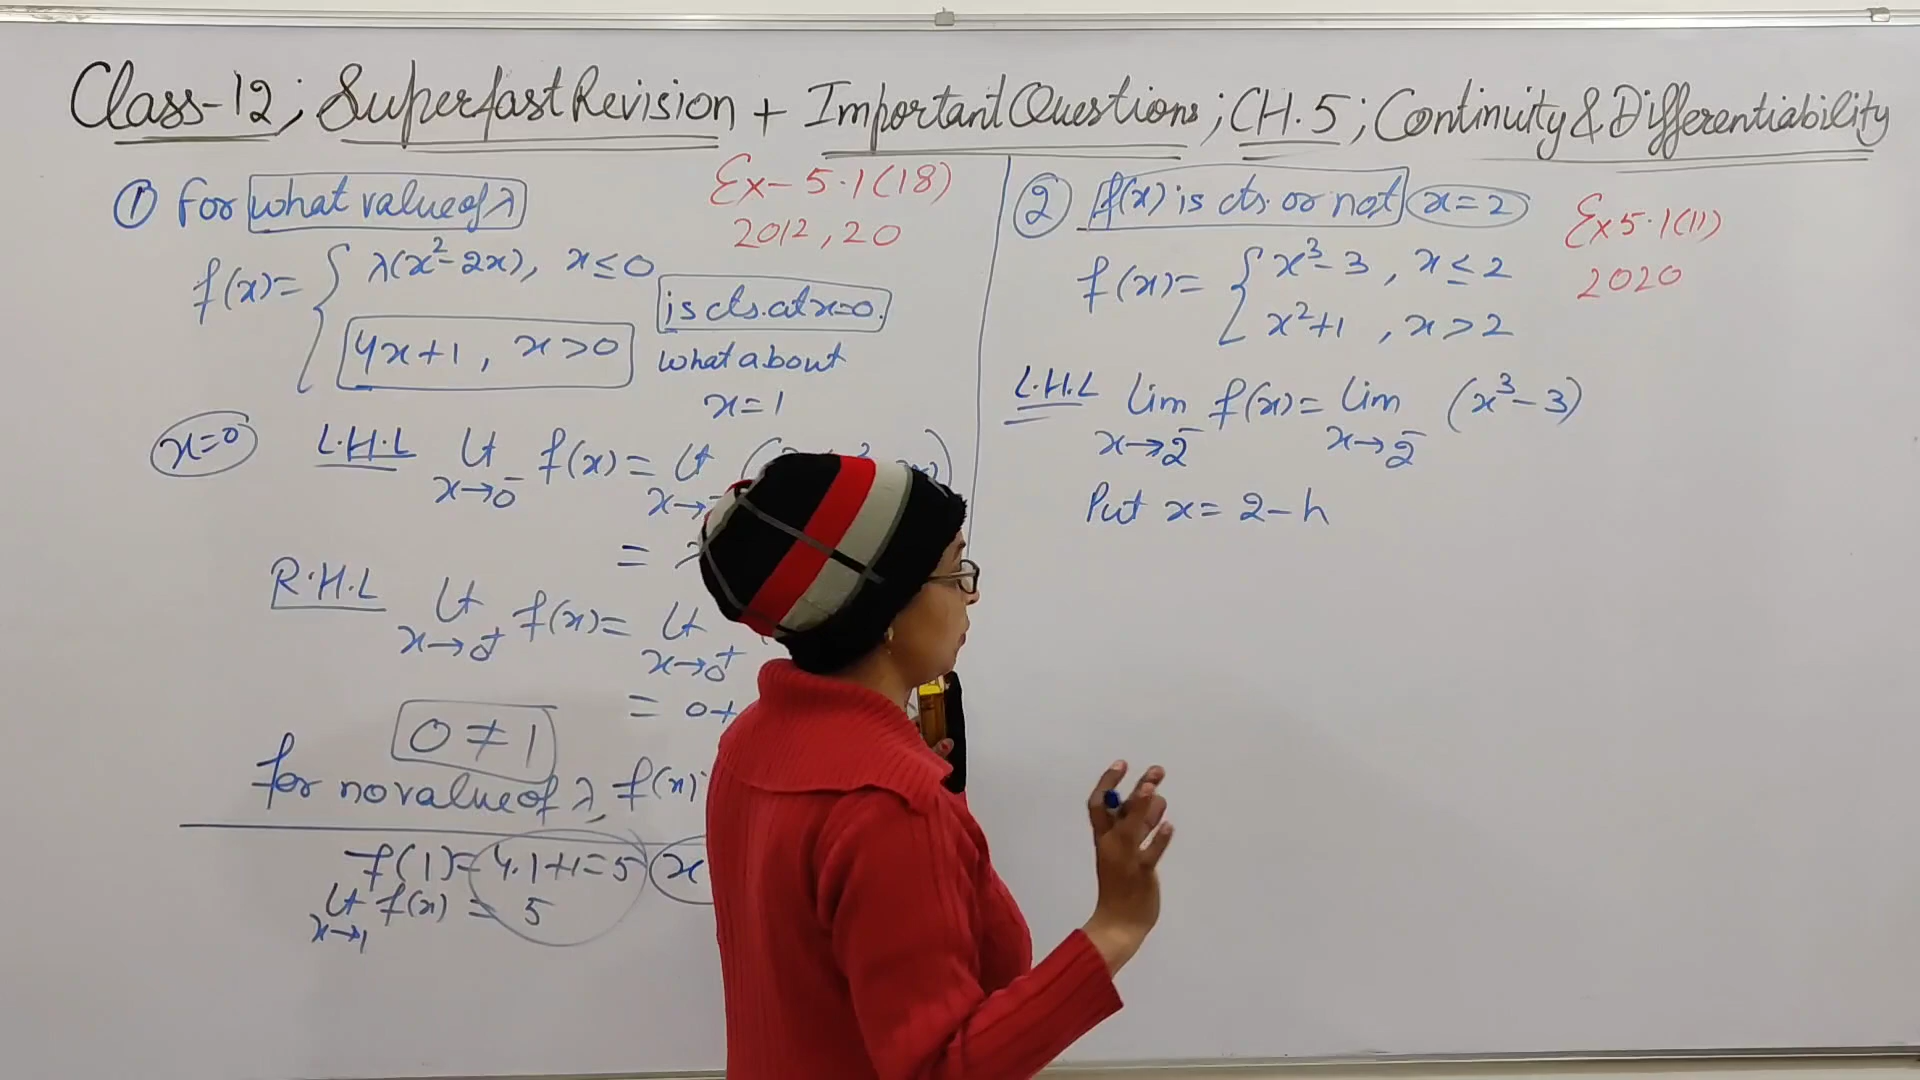 Class-12; Superfast Revision + Important Questions; CH.5; Continuity & Differentiability
① For what value of λ
Ex-5.1(18)
2012, 20
f(x)= { λ(x²-2x), x≤0
4x+1, x>0
is cts. at x=0.
what about
x=1
x=0
L.H.L Lt x→0⁻ f(x)= Lt x→
=
R.H.L Lt x→0⁺ f(x)= Lt x→0⁺
= 0+
0≠1
for no value of λ, f(x)
f(1)=4.1+1=5 x
Lt x→1 f(x) = 5
② f(x) is cts. or not x=2
Ex 5.1(11)
2020
f(x)= { x³-3, x≤2
x²+1, x>2
L.H.L Lim x→2⁻ f(x)= Lim x→2⁻ (x³-3)
Put x=2-h